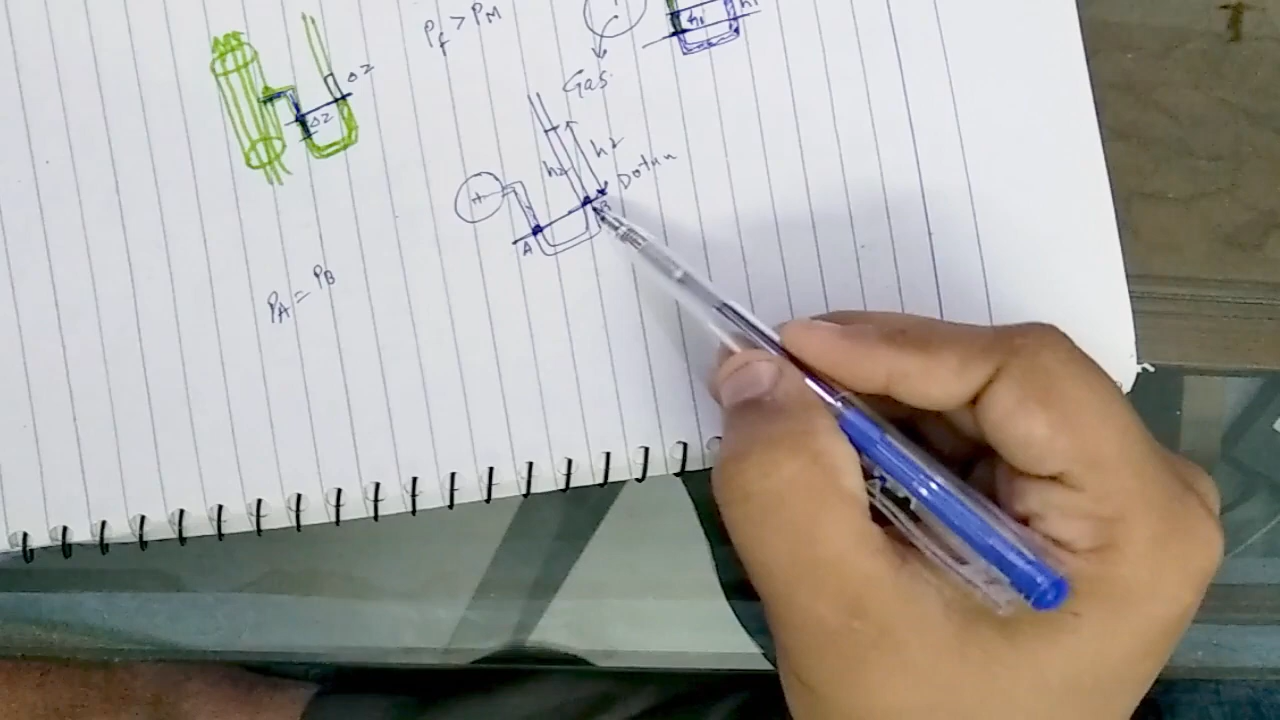 Pf > PM
h1
h1
Gas
Δz
Δz
h2
h2
Datum
A
B
PA = PB